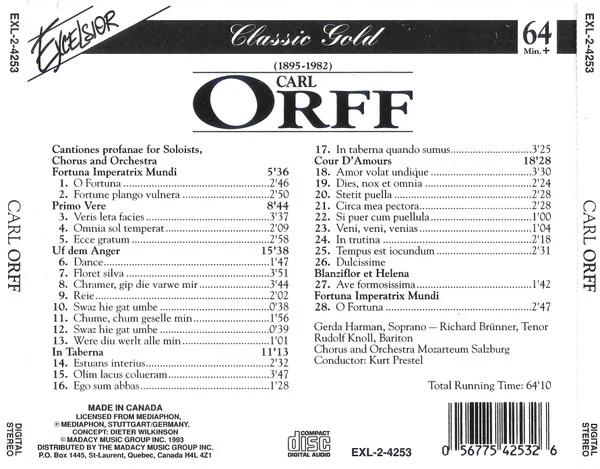 EXL-2-4253
EXCELSIOR
Classic Gold
64
Min. +
EXL-2-4253
(1895-1982)
CARL
ORFF
Cantiones profanae for Soloists,
Chorus and Orchestra
Fortuna Imperatrix Mundi 5'36
1. O Fortuna 2'46
2. Fortune plango vulnera 2'50
Primo Vere 8'44
3. Veris leta facies 3'37
4. Omnia sol temperat 2'09
5. Ecce gratum 2'58
Uf dem Anger 15'38
6. Dance 1'47
7. Floret silva 3'51
8. Chramer, gip die varwe mir 3'44
9. Reie 2'02
10. Swaz hie gat umbe 0'38
11. Chume, chum geselle min 1'56
12. Swaz hie gat umbe 0'39
13. Were diu werlt alle min 1'01
In Taberna 11'13
14. Estuans interius 2'32
15. Olim lacus colueram 3'47
16. Ego sum abbas 1'28
17. In taberna quando sumus 3'25
Cour D'Amours 18'28
18. Amor volat undique 3'30
19. Dies, nox et omnia 2'24
20. Stetit puella 2'28
21. Circa mea pectora 2'28
22. Si puer cum puellula 1'00
23. Veni, veni, venias 1'04
24. In trutina 2'18
25. Tempus est iocundum 2'31
26. Dulcissime
Blanziflor et Helena
27. Ave formosissima 1'42
Fortuna Imperatrix Mundi
28. O Fortuna 2'47
Gerda Harman, Soprano — Richard Brünner, Tenor
Rudolf Knoll, Bariton
Chorus and Orchestra Mozarteum Salzburg
Conductor: Kurt Prestel
Total Running Time: 64'10
CARL ORFF
CARL ORFF
MADE IN CANADA
LICENSED FROM MEDIAPHON,
℗ MEDIAPHON, STUTTGART/GERMANY.
CONCEPT: DIETER WILKINSON
© MADACY MUSIC GROUP INC. 1993
DISTRIBUTED BY THE MADACY MUSIC GROUP INC.
P.O. Box 1445, St-Laurent, Quebec, Canada H4L 4Z1
COMPACT
disc
DIGITAL AUDIO
EXL-2-4253
0 56775 42532 6
DIGITAL
STEREO
DIGITAL
STEREO